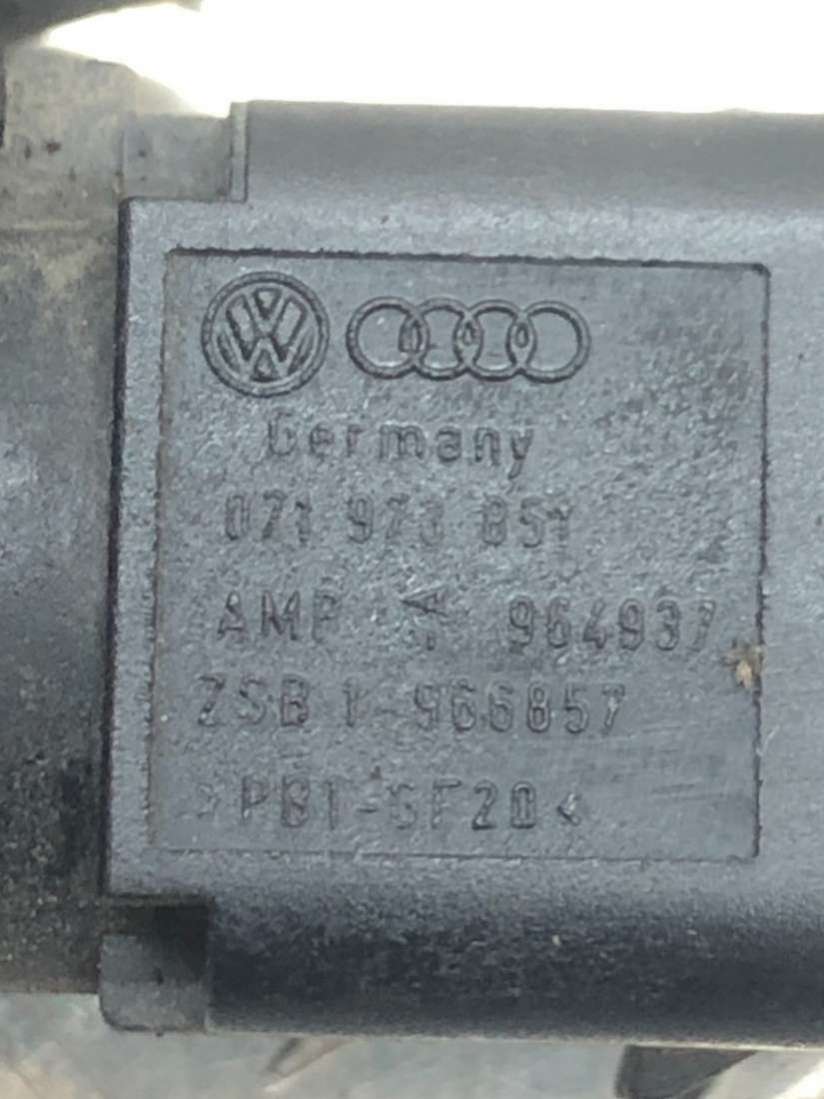 Germany
071 973 851
AMP 964937
ZSB 1-966857
>PBT-GF20<